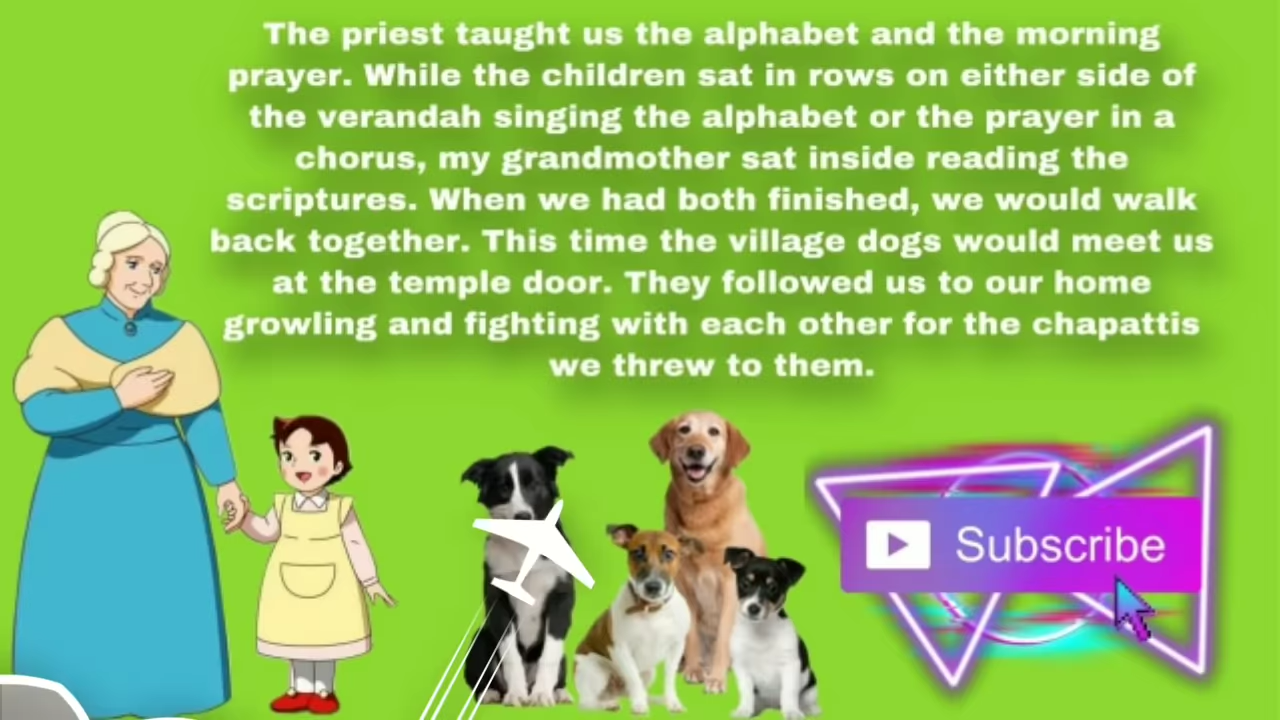 The priest taught us the alphabet and the morning
prayer. While the children sat in rows on either side of
the verandah singing the alphabet or the prayer in a
chorus, my grandmother sat inside reading the
scriptures. When we had both finished, we would walk
back together. This time the village dogs would meet us
at the temple door. They followed us to our home
growling and fighting with each other for the chapattis
we threw to them.
Subscribe